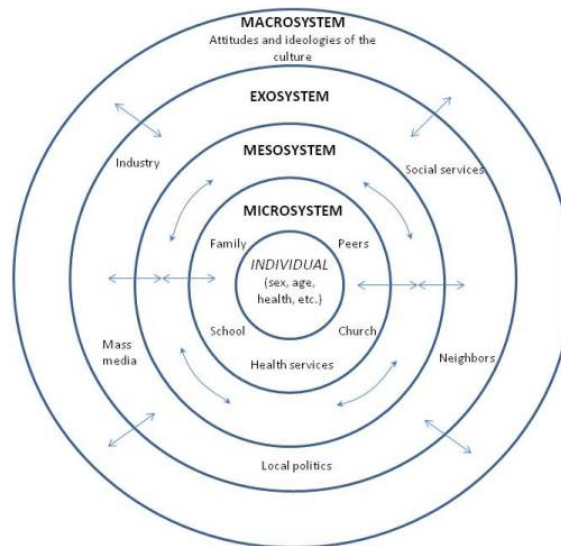 MACROSYSTEM
Attitudes and ideologies of the
culture
EXOSYSTEM
MESOSYSTEM
Industry
Social services
MICROSYSTEM
Family
Peers
INDIVIDUAL
(sex, age,
health, etc.)
School
Church
Mass
media
Health services
Neighbors
Local politics